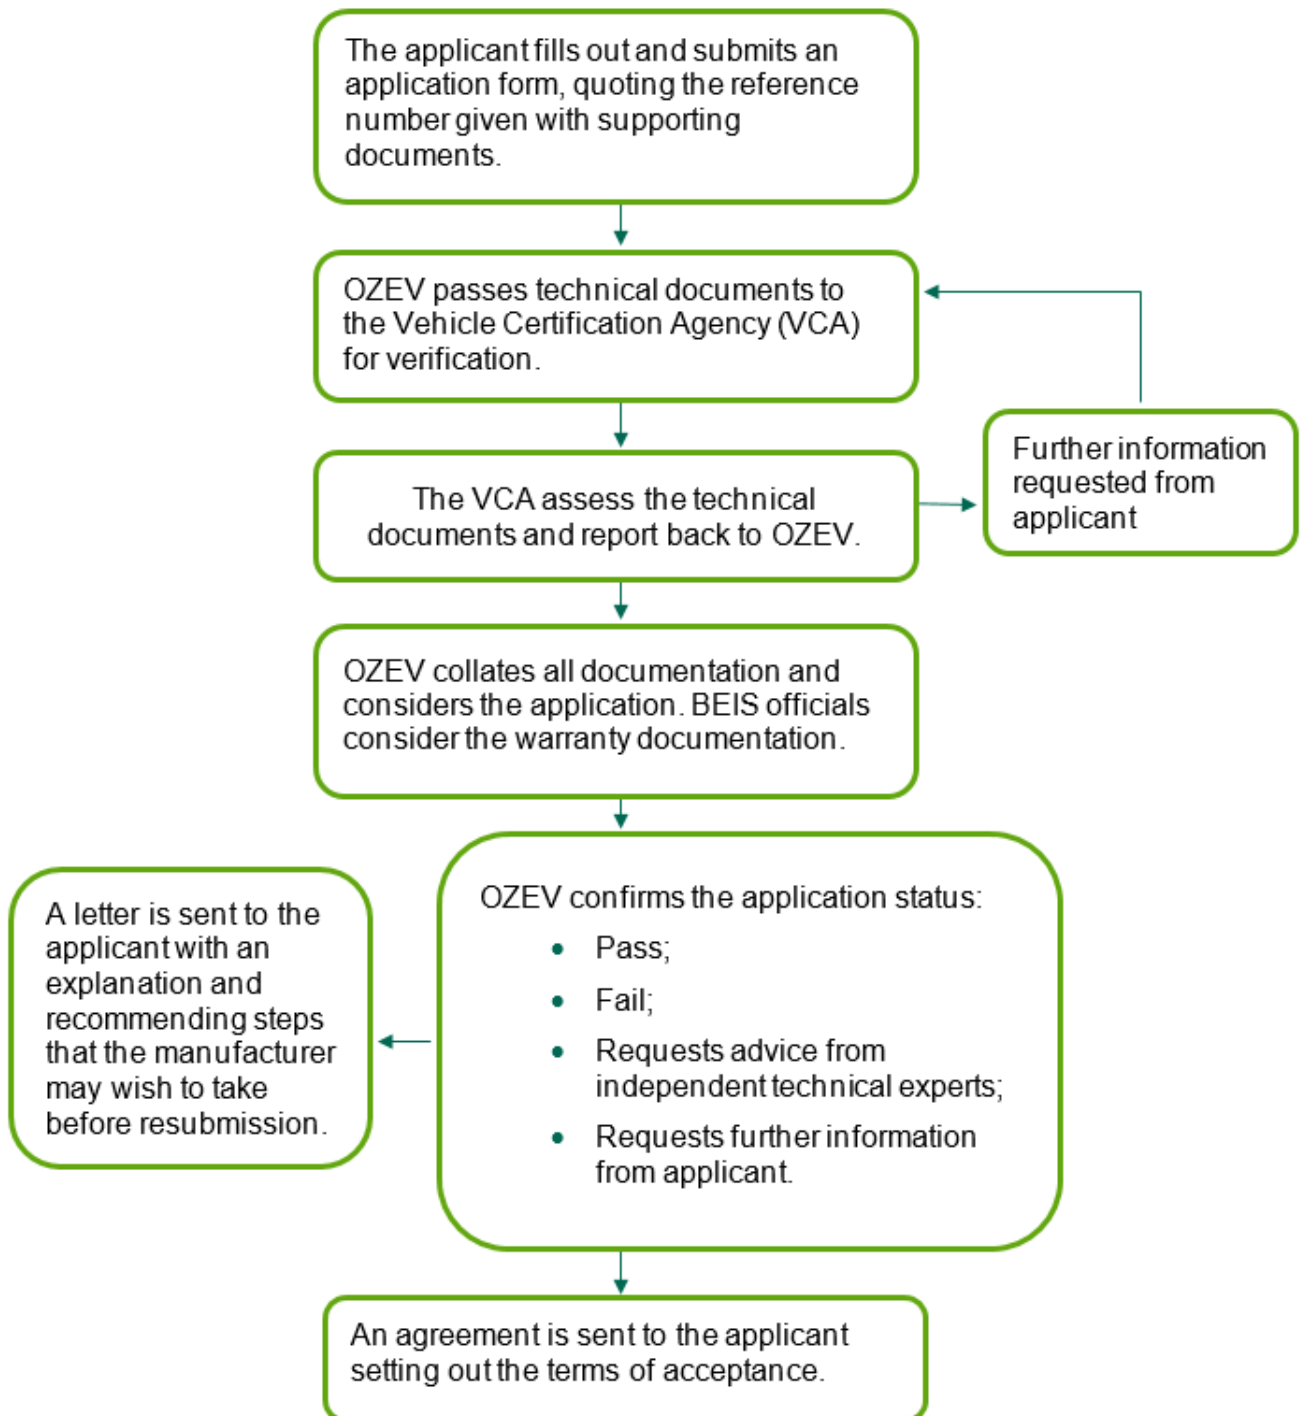 The applicant fills out and submits an
application form, quoting the reference
number given with supporting
documents.
OZEV passes technical documents to
the Vehicle Certification Agency (VCA)
for verification.
Further information
requested from
applicant
The VCA assess the technical
documents and report back to OZEV.
OZEV collates all documentation and
considers the application. BEIS officials
consider the warranty documentation.
OZEV confirms the application status:
• Pass;
• Fail;
• Requests advice from
independent technical experts;
• Requests further information
from applicant.
A letter is sent to the
applicant with an
explanation and
recommending steps
that the manufacturer
may wish to take
before resubmission.
An agreement is sent to the applicant
setting out the terms of acceptance.